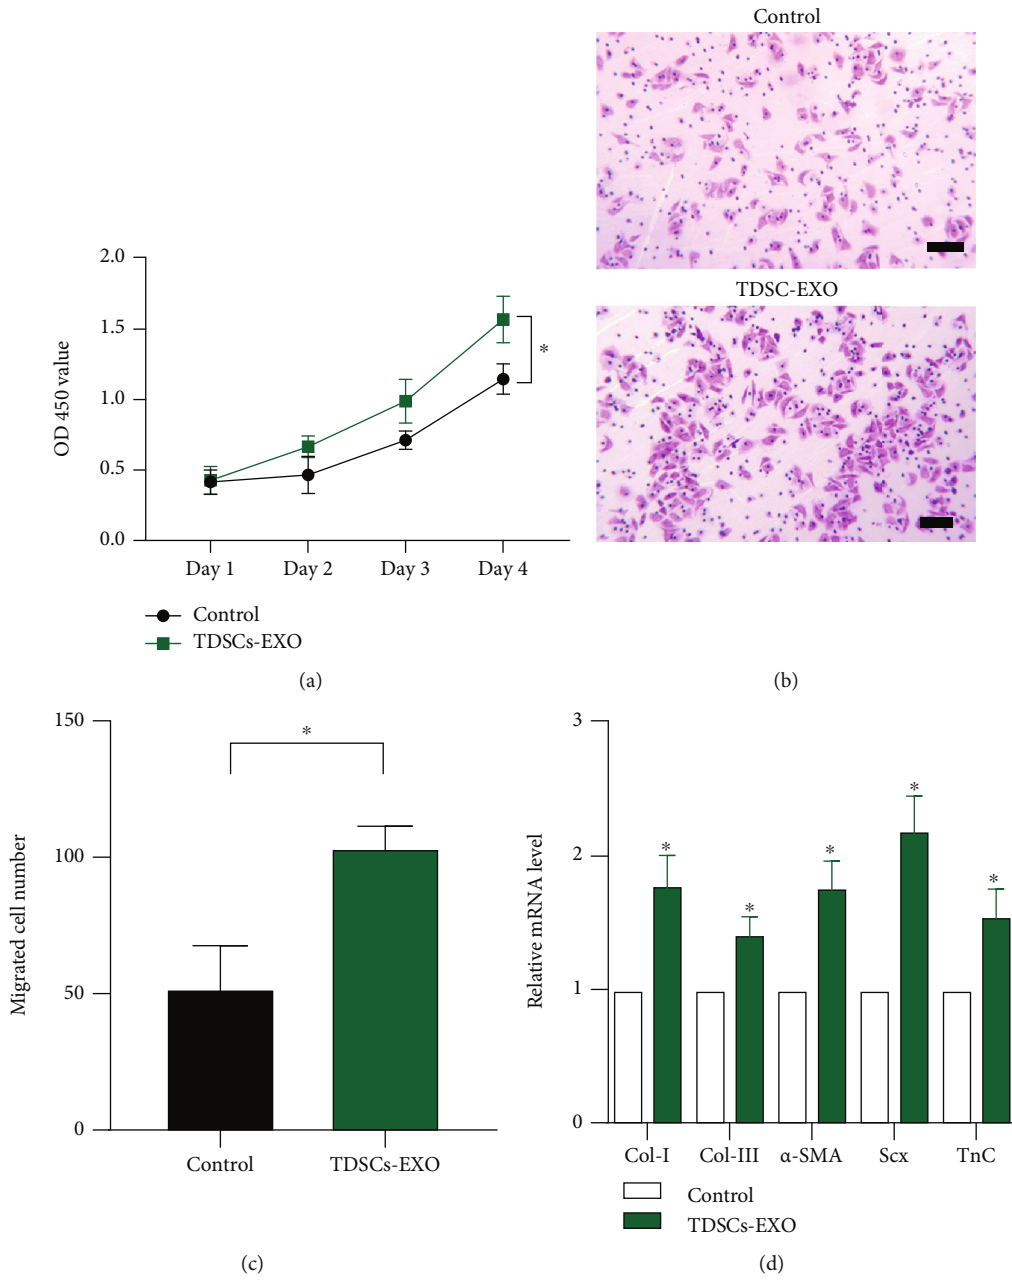 Control
TDSC-EXO
2.0
1.5
1.0
0.5
0.0
OD 450 value
*
Day 1
Day 2
Day 3
Day 4
Control
TDSCs-EXO
(a)
(b)
150
100
50
0
Migrated cell number
*
Control
TDSCs-EXO
(c)
3
2
1
0
Relative mRNA level
*
*
*
*
*
Col-I
Col-III
α-SMA
Scx
TnC
Control
TDSCs-EXO
(d)